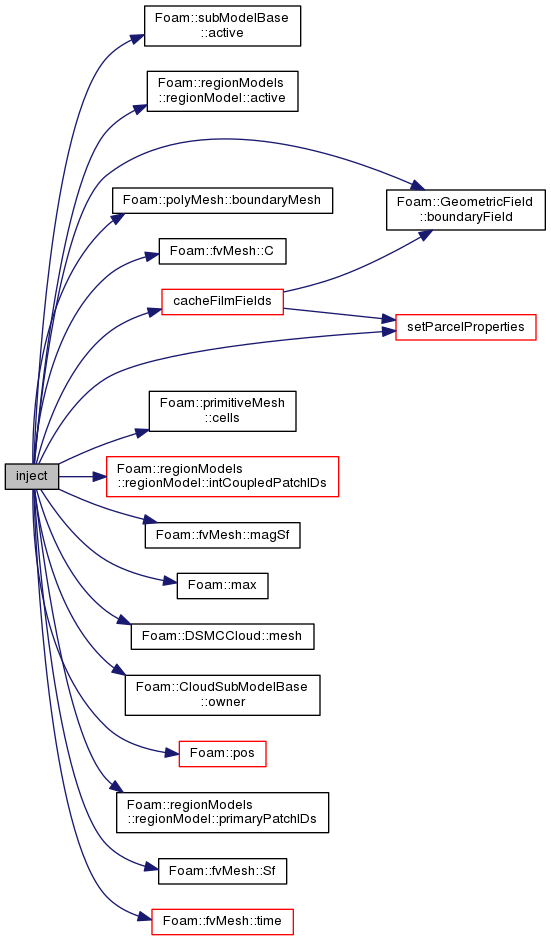 Foam::subModelBase
::active
Foam::regionModels
::regionModel::active
Foam::polyMesh::boundaryMesh
Foam::GeometricField
::boundaryField
Foam::fvMesh::C
cacheFilmFields
setParcelProperties
Foam::primitiveMesh
::cells
inject
Foam::regionModels
::regionModel::intCoupledPatchIDs
Foam::fvMesh::magSf
Foam::max
Foam::DSMCCloud::mesh
Foam::CloudSubModelBase
::owner
Foam::pos
Foam::regionModels
::regionModel::primaryPatchIDs
Foam::fvMesh::Sf
Foam::fvMesh::time